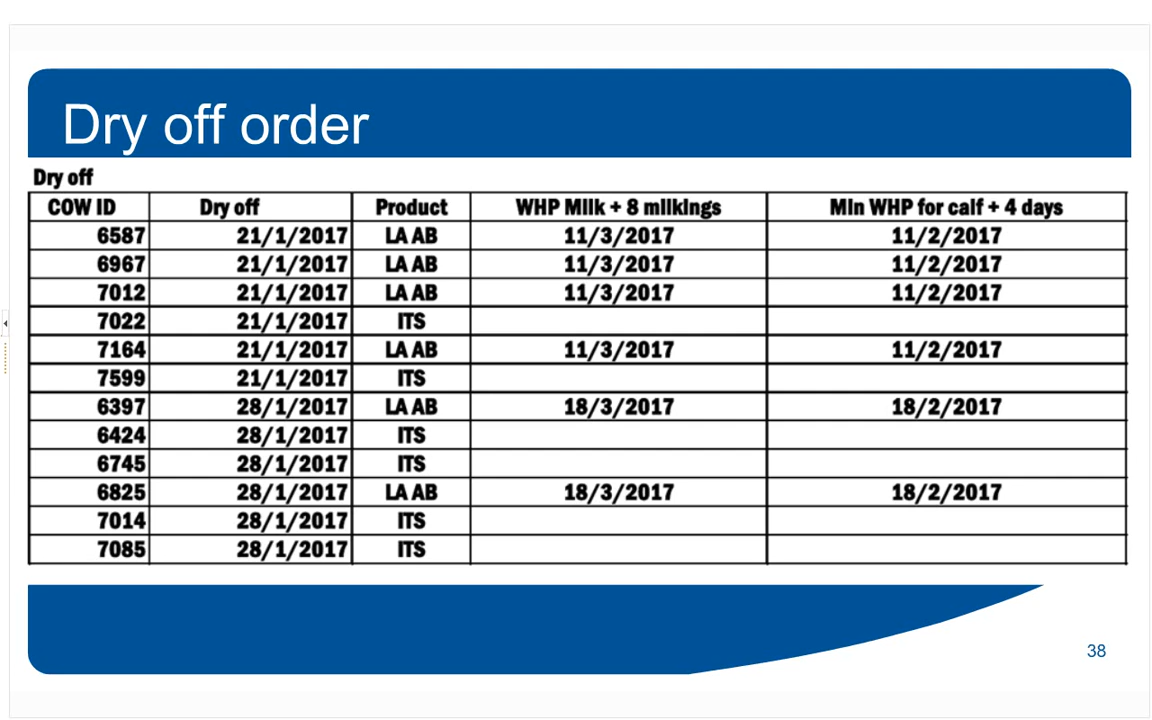 Dry off order
Dry off
COW ID Dry off Product WHP Milk + 8 milkings Min WHP for calf + 4 days
6587 21/1/2017 LA AB 11/3/2017 11/2/2017
6967 21/1/2017 LA AB 11/3/2017 11/2/2017
7012 21/1/2017 LA AB 11/3/2017 11/2/2017
7022 21/1/2017 ITS
7164 21/1/2017 LA AB 11/3/2017 11/2/2017
7599 21/1/2017 ITS
6397 28/1/2017 LA AB 18/3/2017 18/2/2017
6424 28/1/2017 ITS
6745 28/1/2017 ITS
6825 28/1/2017 LA AB 18/3/2017 18/2/2017
7014 28/1/2017 ITS
7085 28/1/2017 ITS
38